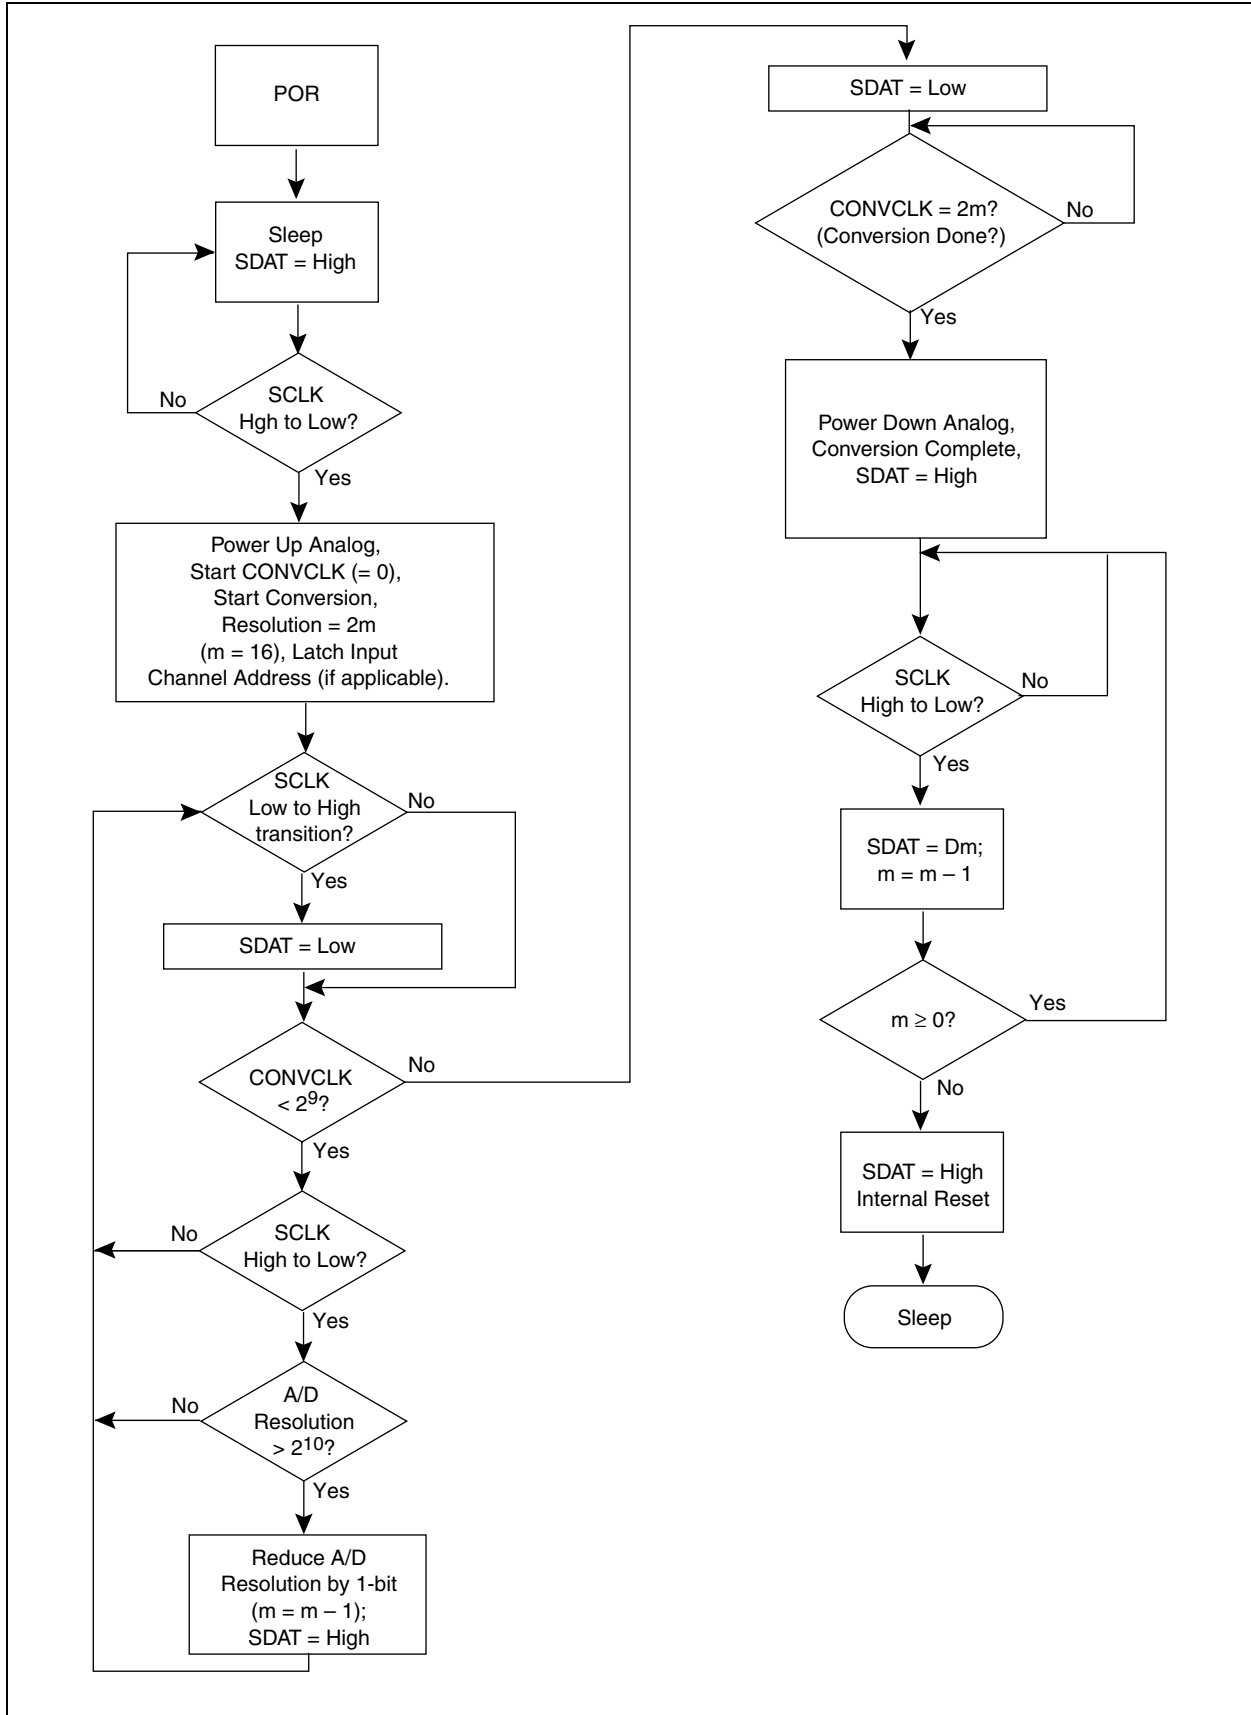 POR
Sleep
SDAT = High
SCLK
Hgh to Low?
No
Yes
Power Up Analog,
Start CONVCLK (= 0),
Start Conversion,
Resolution = 2m
(m = 16), Latch Input
Channel Address (if applicable).
SCLK
Low to High
transition?
No
Yes
SDAT = Low
CONVCLK
< 2⁹?
No
Yes
SCLK
High to Low?
No
Yes
A/D
Resolution
> 2¹⁰?
No
Yes
Reduce A/D
Resolution by 1-bit
(m = m – 1);
SDAT = High
SDAT = Low
CONVCLK = 2m?
(Conversion Done?)
No
Yes
Power Down Analog,
Conversion Complete,
SDAT = High
SCLK
High to Low?
No
Yes
SDAT = Dm;
m = m – 1
m ≥ 0?
Yes
No
SDAT = High
Internal Reset
Sleep